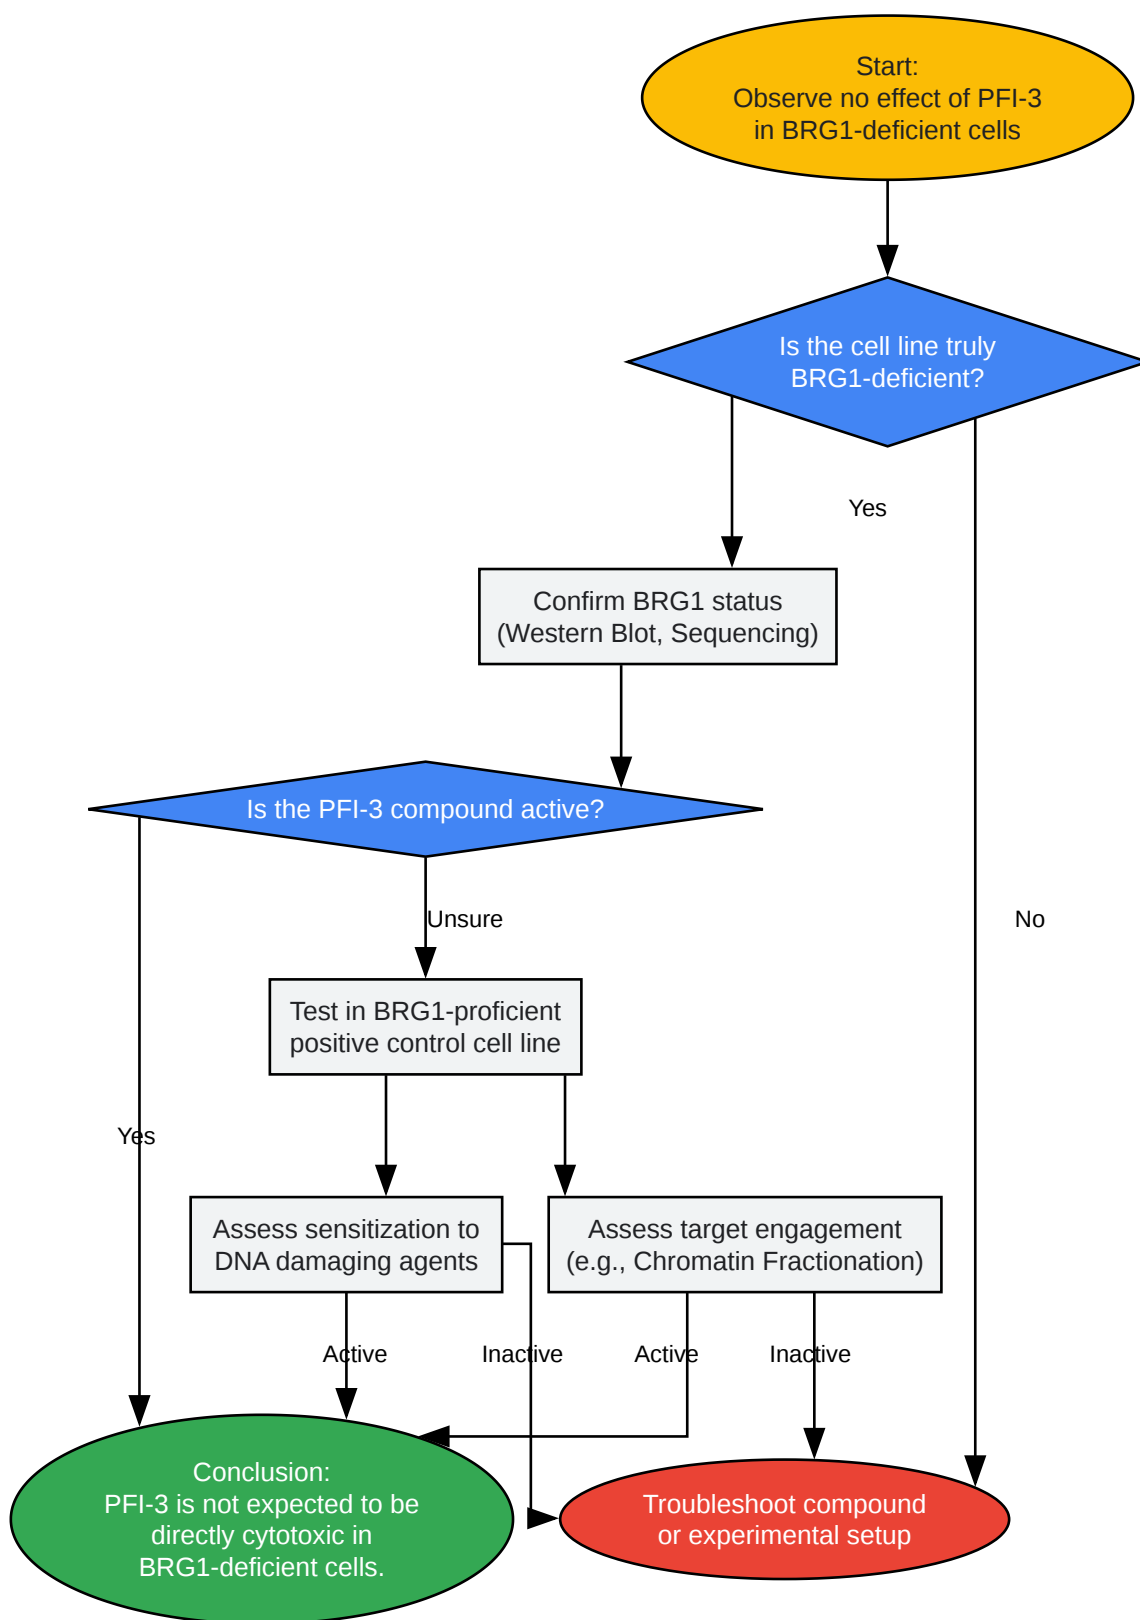 Start:
Observe no effect of PFI-3
in BRG1-deficient cells
Is the cell line truly
BRG1-deficient?
Yes
Confirm BRG1 status
(Western Blot, Sequencing)
Is the PFI-3 compound active?
Unsure
No
Test in BRG1-proficient
positive control cell line
Yes
Assess sensitization to
DNA damaging agents
Assess target engagement
(e.g., Chromatin Fractionation)
Active
Inactive
Active
Inactive
Conclusion:
PFI-3 is not expected to be
directly cytotoxic in
BRG1-deficient cells.
Troubleshoot compound
or experimental setup